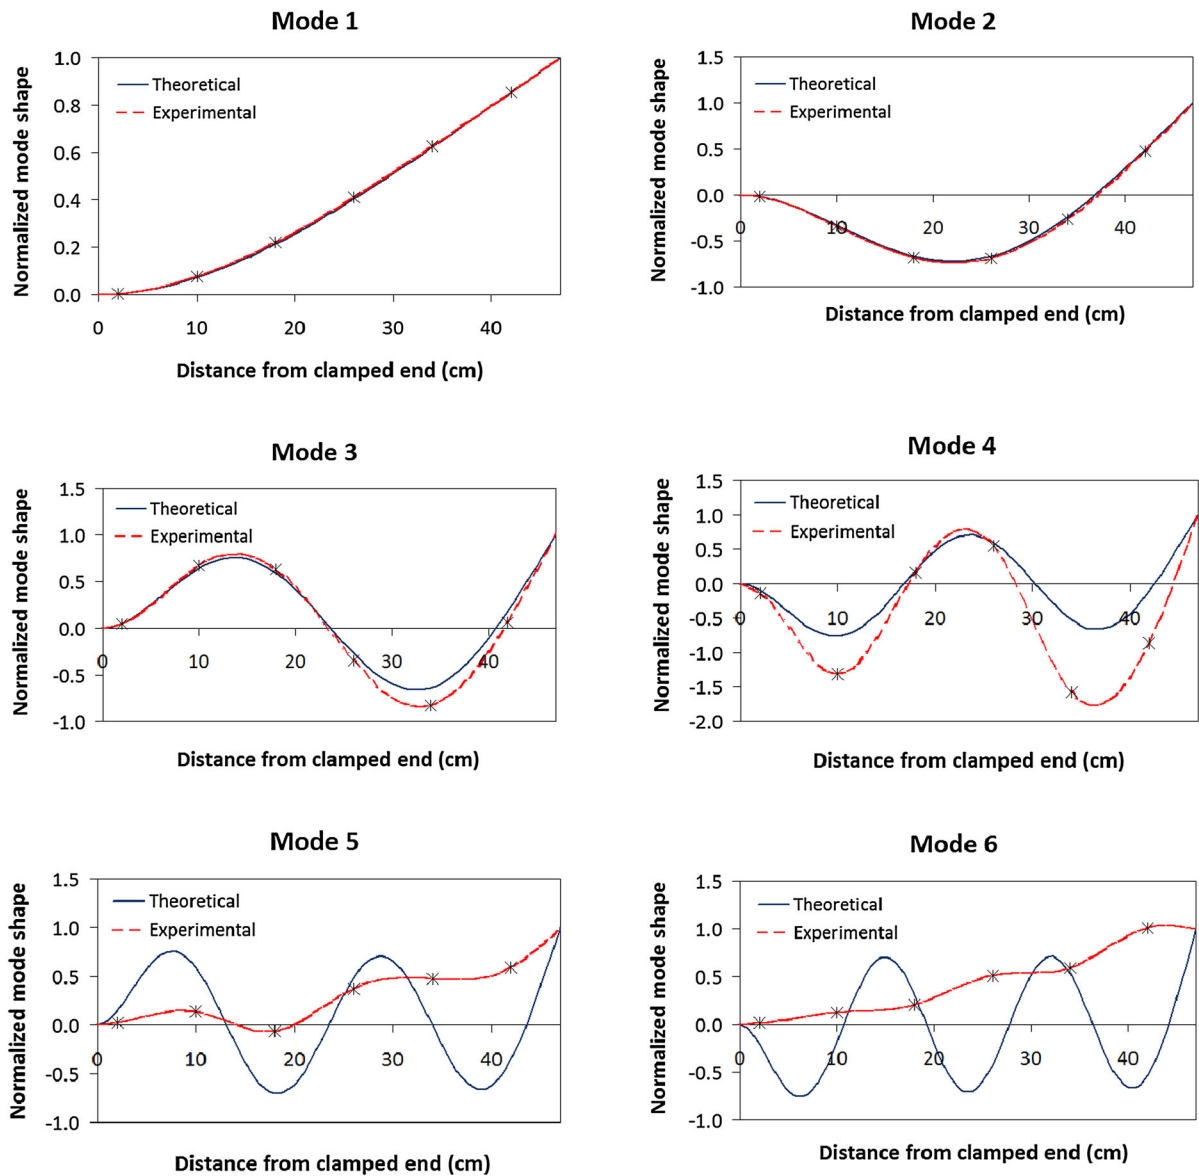 Mode 1
Normalized mode shape
1.0
0.8
0.6
0.4
0.2
0.0
Theoretical
Experimental
0 10 20 30 40
Distance from clamped end (cm)
Mode 2
Normalized mode shape
1.5
1.0
0.5
0.0
-0.5
-1.0
Theoretical
Experimental
0 10 20 30 40
Distance from clamped end (cm)
Mode 3
Normalized mode shape
1.5
1.0
0.5
0.0
-0.5
-1.0
Theoretical
Experimental
0 10 20 30 40
Distance from clamped end (cm)
Mode 4
Normalized mode shape
1.5
1.0
0.5
0.0
-0.5
-1.0
-1.5
-2.0
Theoretical
Experimental
0 10 20 30 40
Distance from clamped end (cm)
Mode 5
Normalized mode shape
1.5
1.0
0.5
0.0
-0.5
-1.0
Theoretical
Experimental
0 10 20 30 40
Distance from clamped end (cm)
Mode 6
Normalized mode shape
1.5
1.0
0.5
0.0
-0.5
-1.0
Theoretical
Experimental
0 10 20 30 40
Distance from clamped end (cm)